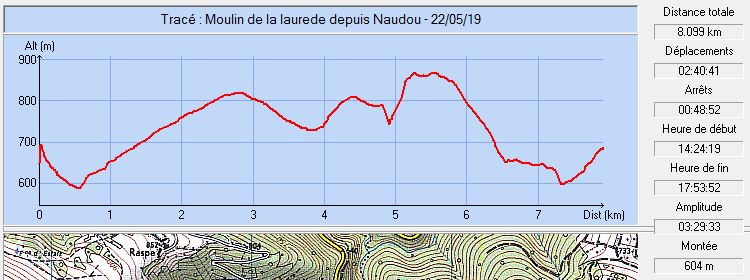 Tracé : Moulin de la laurede depuis Naudou - 22/05/19
Alt (m)
900
800
700
600
0 1 2 3 4 5 6 7 Dist (km)
Distance totale
8.099 km
Déplacements
02:40:41
Arrêts
00:48:52
Heure de début
14:24:19
Heure de fin
17:53:52
Amplitude
03:29:33
Montée
604 m
Raspe
804